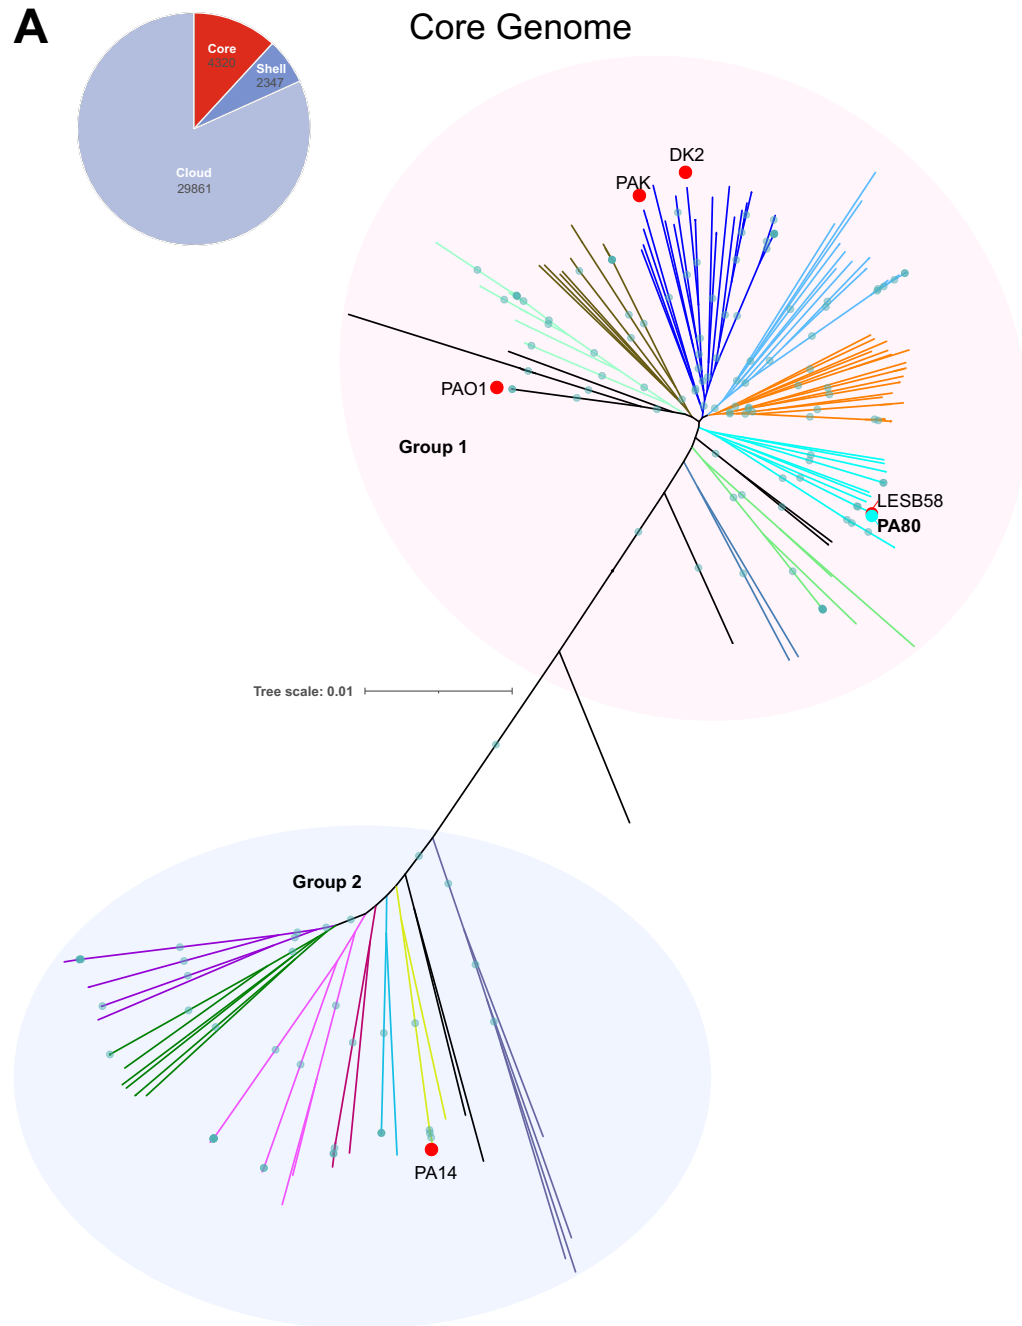 A
Core Genome
Core
4320
Shell
2347
Cloud
29861
DK2
PAK
PAO1
Group 1
LESB58
PA80
Tree scale: 0.01
Group 2
PA14